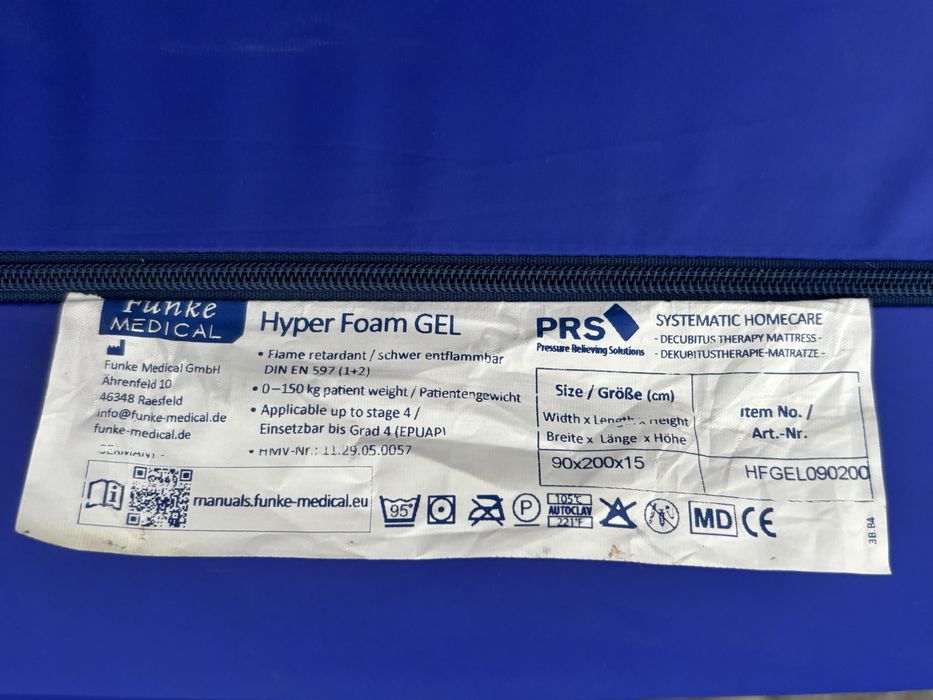 Funke
MEDICAL
Funke Medical GmbH
Ährenfeld 10
46348 Raesfeld
info@funke-medical.de
funke-medical.de
manuals.funke-medical.eu
Hyper Foam GEL
• Flame retardant / schwer entflammbar
DIN EN 597 (1+2)
• 0–150 kg patient weight / Patientengewicht
• Applicable up to stage 4 /
Einsetzbar bis Grad 4 (EPUAP)
• HMV-Nr.: 11.29.05.0057
95°
P
105°C
AUTOCLAV
221°F
MD
CE
PRS
Pressure Relieving Solutions
SYSTEMATIC HOMECARE
- DECUBITUS THERAPY MATTRESS -
- DEKUBITUSTHERAPIE-MATRATZE -
Size / Größe (cm)
Width x Length x Height
Breite x Länge x Höhe
90x200x15
Item No. /
Art.-Nr.
HFGEL090200
3B.B4